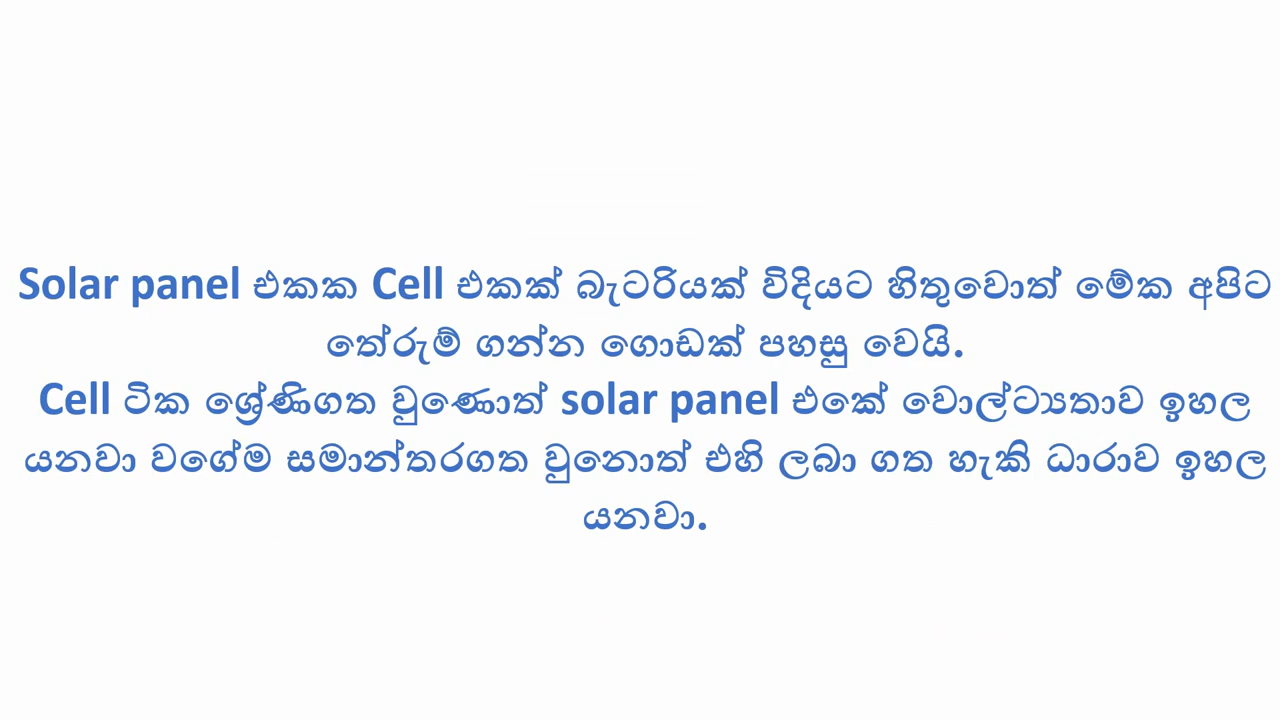 Solar panel එකක Cell එකක් බැටරියක් විදියට හිතුවොත් මේක අපිට
තේරුම් ගන්න ගොඩක් පහසු වෙයි.
Cell ටික ශ්‍රේණිගත වුණොත් solar panel එකේ වොල්ට්‍යතාව ඉහල
යනවා වගේම සමාන්තරගත වුනොත් එහි ලබා ගත හැකි ධාරාව ඉහල
යනවා.